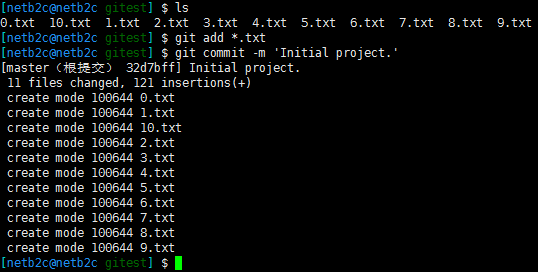 [netb2c@netb2c gitest] $ ls
0.txt  10.txt  1.txt  2.txt  3.txt  4.txt  5.txt  6.txt  7.txt  8.txt  9.txt
[netb2c@netb2c gitest] $ git add *.txt
[netb2c@netb2c gitest] $ git commit -m 'Initial project.'
[master（根提交） 32d7bff] Initial project.
 11 files changed, 121 insertions(+)
 create mode 100644 0.txt
 create mode 100644 1.txt
 create mode 100644 10.txt
 create mode 100644 2.txt
 create mode 100644 3.txt
 create mode 100644 4.txt
 create mode 100644 5.txt
 create mode 100644 6.txt
 create mode 100644 7.txt
 create mode 100644 8.txt
 create mode 100644 9.txt
[netb2c@netb2c gitest] $